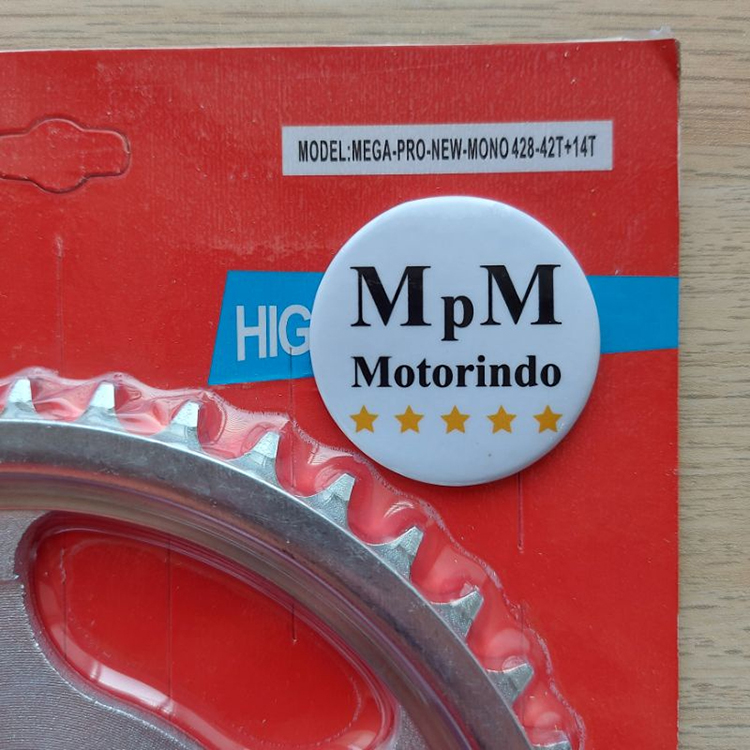 MODEL:MEGA-PRO-NEW-MONO 428-42T+14T
HIG
MpM
Motorindo